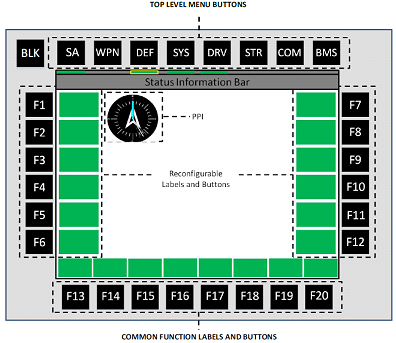 TOP LEVEL MENU BUTTONS
BLK SA WPN DEF SYS DRV STR COM BMS
Status Information Bar
F1 F7
PPI
F2 F8
F3 F9
Reconfigurable
Labels and Buttons
F4 F10
F5 F11
F6 F12
F13 F14 F15 F16 F17 F18 F19 F20
COMMON FUNCTION LABELS AND BUTTONS